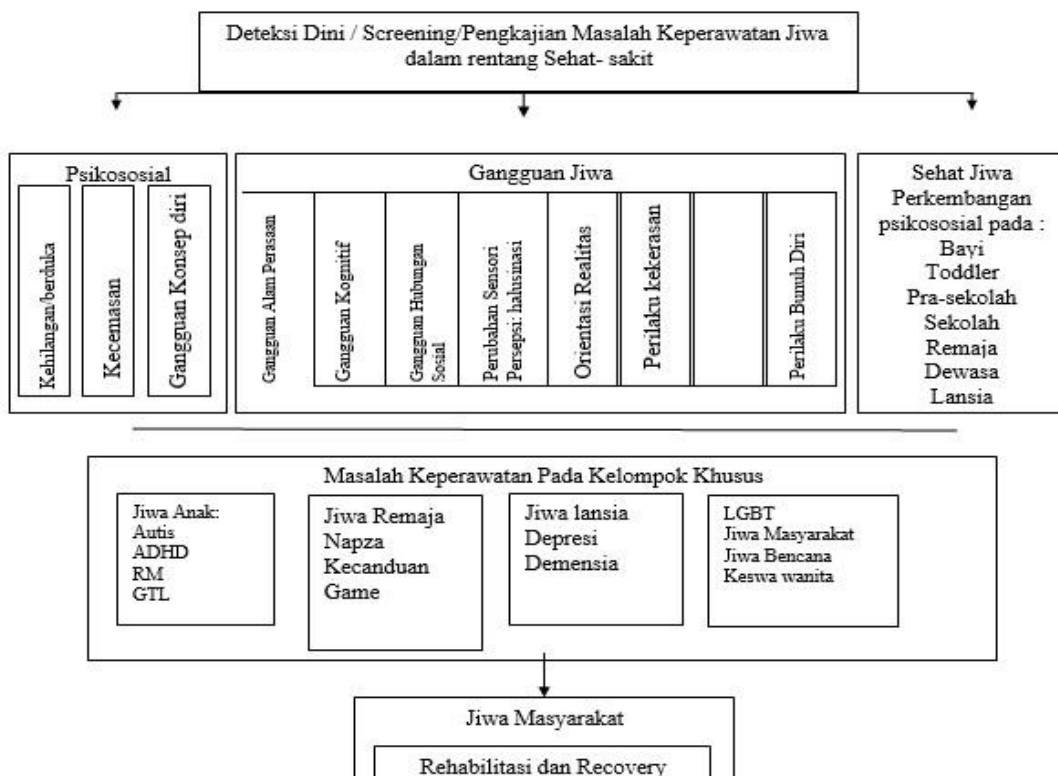 Deteksi Dini / Screening/Pengkajian Masalah Keperawatan Jiwa
dalam rentang Sehat- sakit
Psikososial
Kehilangan/berduka
Kecemasan
Gangguan Konsep diri
Gangguan Jiwa
Gangguan Alam Perasaan
Gangguan Kognitif
Gangguan Hubungan
Sosial
Perubahan Sensori
Persepsi: halusinasi
Orientasi Realitas
Perilaku kekerasan
Perilaku Bunuh Diri
Sehat Jiwa
Perkembangan
psikososial pada :
Bayi
Toddler
Pra-sekolah
Sekolah
Remaja
Dewasa
Lansia
Masalah Keperawatan Pada Kelompok Khusus
Jiwa Anak:
Autis
ADHD
RM
GTL
Jiwa Remaja
Napza
Kecanduan
Game
Jiwa lansia
Depresi
Demensia
LGBT
Jiwa Masyarakat
Jiwa Bencana
Keswa wanita
Jiwa Masyarakat
Rehabilitasi dan Recovery